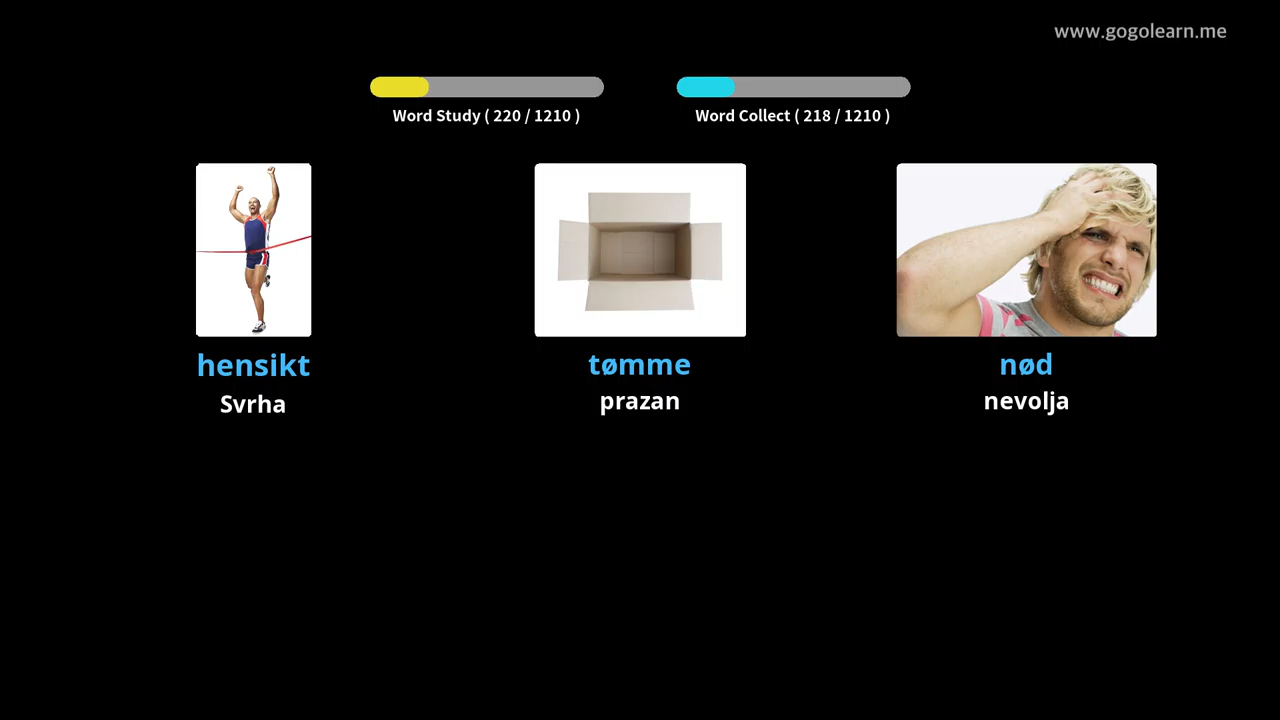 www.gogolearn.me
Word Study ( 220 / 1210 )
Word Collect ( 218 / 1210 )
hensikt
Svrha
tømme
prazan
nød
nevolja